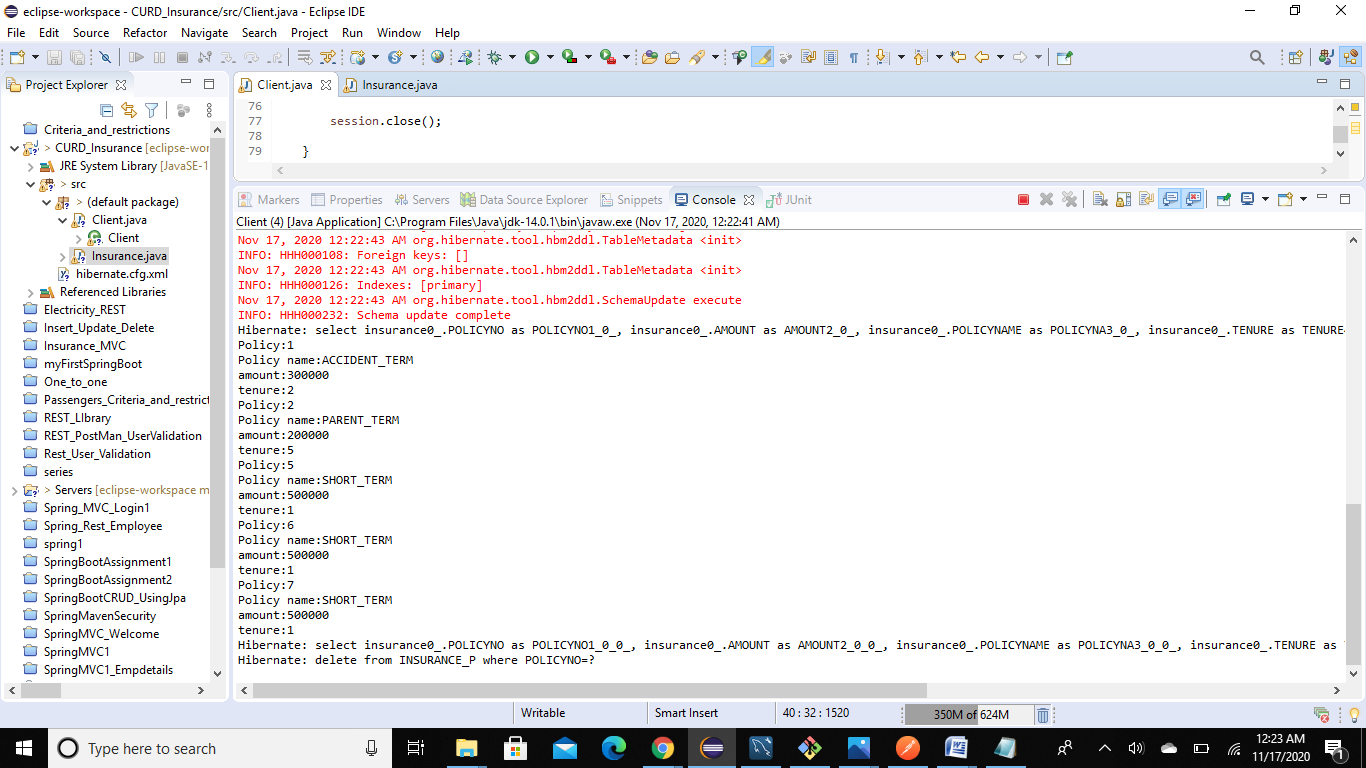 eclipse-workspace - CURD_Insurance/src/Client.java - Eclipse IDE
File Edit Source Refactor Navigate Search Project Run Window Help
Project Explorer
Criteria_and_restrictions
> CURD_Insurance [eclipse-wor
JRE System Library [JavaSE-1
> src
> (default package)
Client.java
Client
Insurance.java
hibernate.cfg.xml
Referenced Libraries
Electricity_REST
Insert_Update_Delete
Insurance_MVC
myFirstSpringBoot
One_to_one
Passengers_Criteria_and_restrict
REST_LIbrary
REST_PostMan_UserValidation
Rest_User_Validation
series
> Servers [eclipse-workspace m
Spring_MVC_Login1
Spring_Rest_Employee
spring1
SpringBootAssignment1
SpringBootAssignment2
SpringBootCRUD_UsingJpa
SpringMavenSecurity
SpringMVC_Welcome
SpringMVC1
SpringMVC1_Empdetails
Client.java Insurance.java
76
77 session.close();
78
79 }
Markers Properties Servers Data Source Explorer Snippets Console JUnit
Client (4) [Java Application] C:\Program Files\Java\jdk-14.0.1\bin\javaw.exe (Nov 17, 2020, 12:22:41 AM)
Nov 17, 2020 12:22:43 AM org.hibernate.tool.hbm2ddl.TableMetadata <init>
INFO: HHH000108: Foreign keys: []
Nov 17, 2020 12:22:43 AM org.hibernate.tool.hbm2ddl.TableMetadata <init>
INFO: HHH000126: Indexes: [primary]
Nov 17, 2020 12:22:43 AM org.hibernate.tool.hbm2ddl.SchemaUpdate execute
INFO: HHH000232: Schema update complete
Hibernate: select insurance0_.POLICYNO as POLICYNO1_0_, insurance0_.AMOUNT as AMOUNT2_0_, insurance0_.POLICYNAME as POLICYNA3_0_, insurance0_.TENURE as TENURE
Policy:1
Policy name:ACCIDENT_TERM
amount:300000
tenure:2
Policy:2
Policy name:PARENT_TERM
amount:200000
tenure:5
Policy:5
Policy name:SHORT_TERM
amount:500000
tenure:1
Policy:6
Policy name:SHORT_TERM
amount:500000
tenure:1
Policy:7
Policy name:SHORT_TERM
amount:500000
tenure:1
Hibernate: select insurance0_.POLICYNO as POLICYNO1_0_0_, insurance0_.AMOUNT as AMOUNT2_0_0_, insurance0_.POLICYNAME as POLICYNA3_0_0_, insurance0_.TENURE as
Hibernate: delete from INSURANCE_P where POLICYNO=?
Writable Smart Insert 40 : 32 : 1520 350M of 624M
Type here to search
12:23 AM
11/17/2020
1